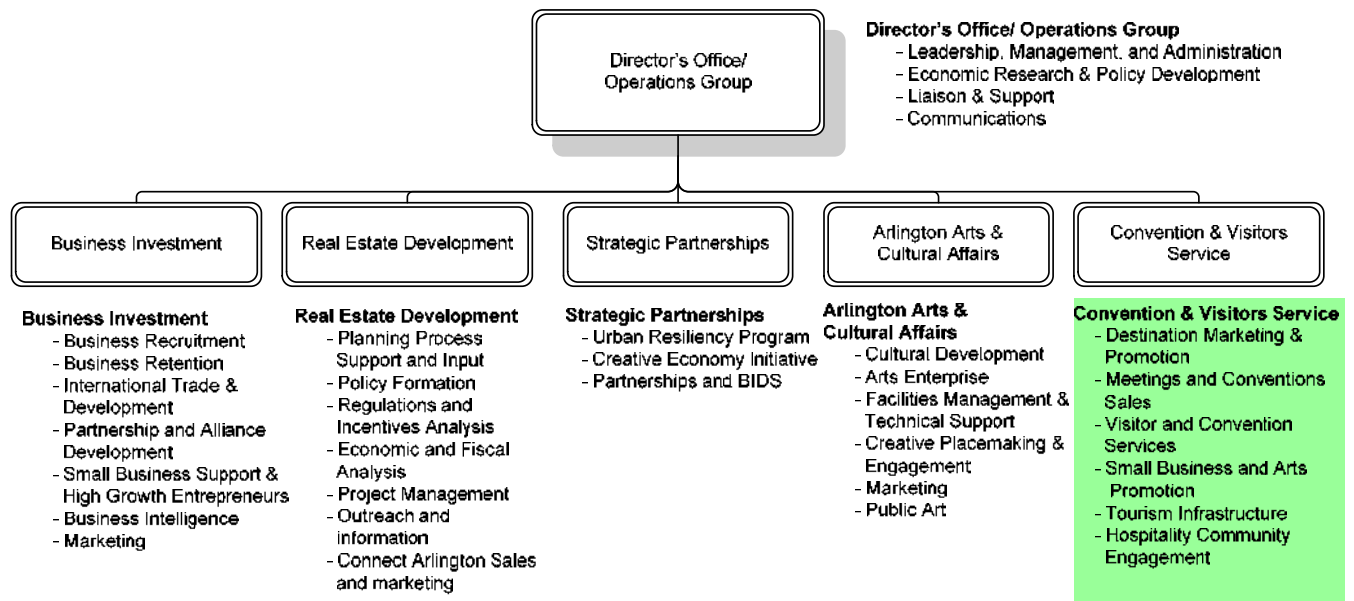 Director's Office/
Operations Group
Director's Office/ Operations Group
- Leadership, Management, and Administration
- Economic Research & Policy Development
- Liaison & Support
- Communications
Business Investment
Real Estate Development
Strategic Partnerships
Arlington Arts &
Cultural Affairs
Convention & Visitors
Service
Business Investment
- Business Recruitment
- Business Retention
- International Trade &
Development
- Partnership and Alliance
Development
- Small Business Support &
High Growth Entrepreneurs
- Business Intelligence
- Marketing
Real Estate Development
- Planning Process
Support and Input
- Policy Formation
- Regulations and
Incentives Analysis
- Economic and Fiscal
Analysis
- Project Management
- Outreach and
information
- Connect Arlington Sales
and marketing
Strategic Partnerships
- Urban Resiliency Program
- Creative Economy Initiative
- Partnerships and BIDS
Arlington Arts &
Cultural Affairs
- Cultural Development
- Arts Enterprise
- Facilities Management &
Technical Support
- Creative Placemaking &
Engagement
- Marketing
- Public Art
Convention & Visitors Service
- Destination Marketing &
Promotion
- Meetings and Conventions
Sales
- Visitor and Convention
Services
- Small Business and Arts
Promotion
- Tourism Infrastructure
- Hospitality Community
Engagement